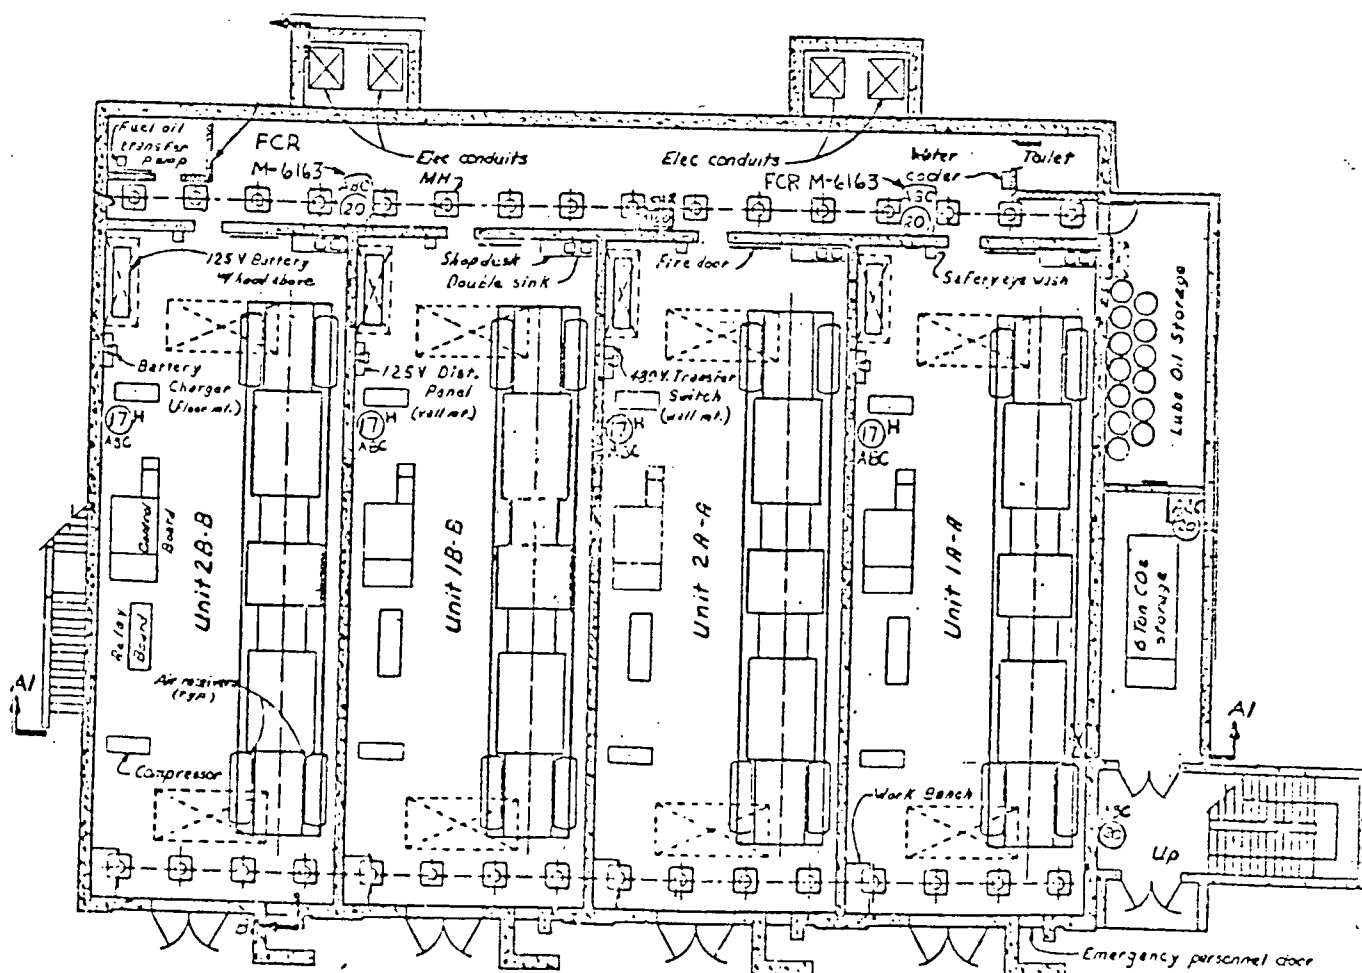 Fuel oil
transfer
pump
FCR
M-6163
ABC
20
Elec conduits
MH
Elec conduits
Water
cooler
Toilet
FCR M-6163
20
125 V Battery
w/hood above
Shop desk
Double sink
Fire door
Safety eye wash
Lube Oil Storage
Battery
Charger
(Floor mt.)
125 V Dist.
Panel
(wall mt.)
480V. Transfer
Switch
(wall mt.)
17 H
ABC
17 H
ABC
17 H
17 H
ABC
Control
Board
Unit 2B-B
Unit 1B-B
Unit 2A-A
Unit 1A-A
6 Ton CO2
storage
Relay
Board
Air receivers
(typ)
A1
A1
Compressor
Work Bench
Up
B
Emergency personnel door